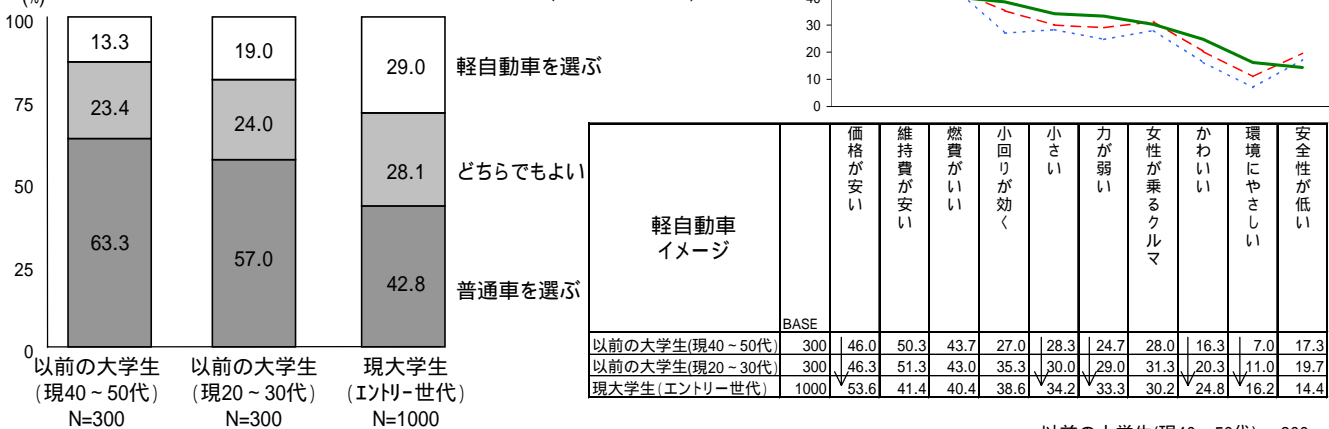 (%)
100
75
50
25
0
13.3
23.4
63.3
19.0
24.0
57.0
29.0
28.1
42.8
軽自動車を選ぶ
どちらでもよい
普通車を選ぶ
以前の大学生
(現40～50代)
N=300
以前の大学生
(現20～30代)
N=300
現大学生
(エントリー世代)
N=1000
40
30
20
10
0
軽自動車
イメージ
BASE
価格が安い
維持費が安い
燃費がいい
小回りが効く
小さい
力が弱い
女性が乗るクルマ
かわいい
環境にやさしい
安全性が低い
以前の大学生(現40～50代) 300 46.0 50.3 43.7 27.0 28.3 24.7 28.0 16.3 7.0 17.3
以前の大学生(現20～30代) 300 46.3 51.3 43.0 35.3 30.0 29.0 31.3 20.3 11.0 19.7
現大学生(エントリー世代) 1000 53.6 41.4 40.4 38.6 34.2 33.3 30.2 24.8 16.2 14.4